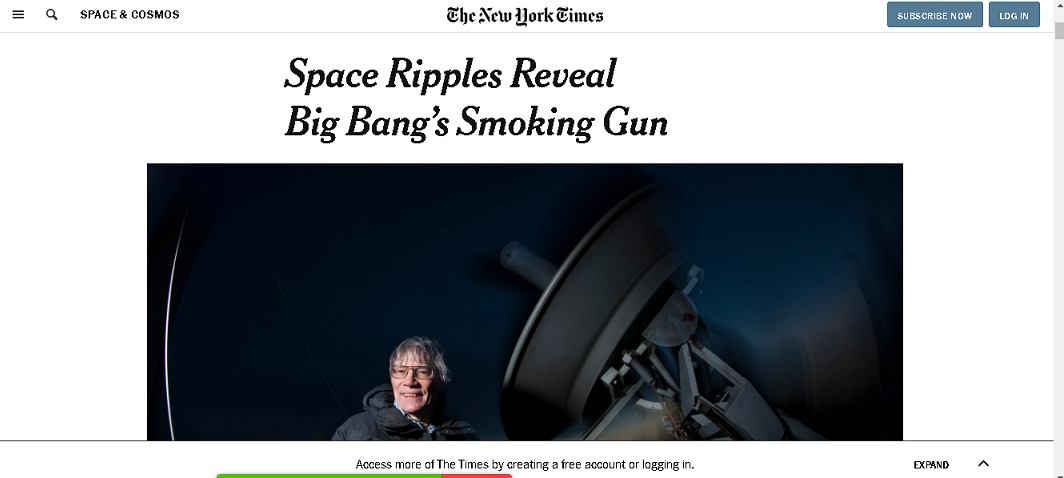 SPACE & COSMOS
The New York Times
SUBSCRIBE NOW
LOG IN
Space Ripples Reveal
Big Bang’s Smoking Gun
Access more of The Times by creating a free account or logging in.
EXPAND